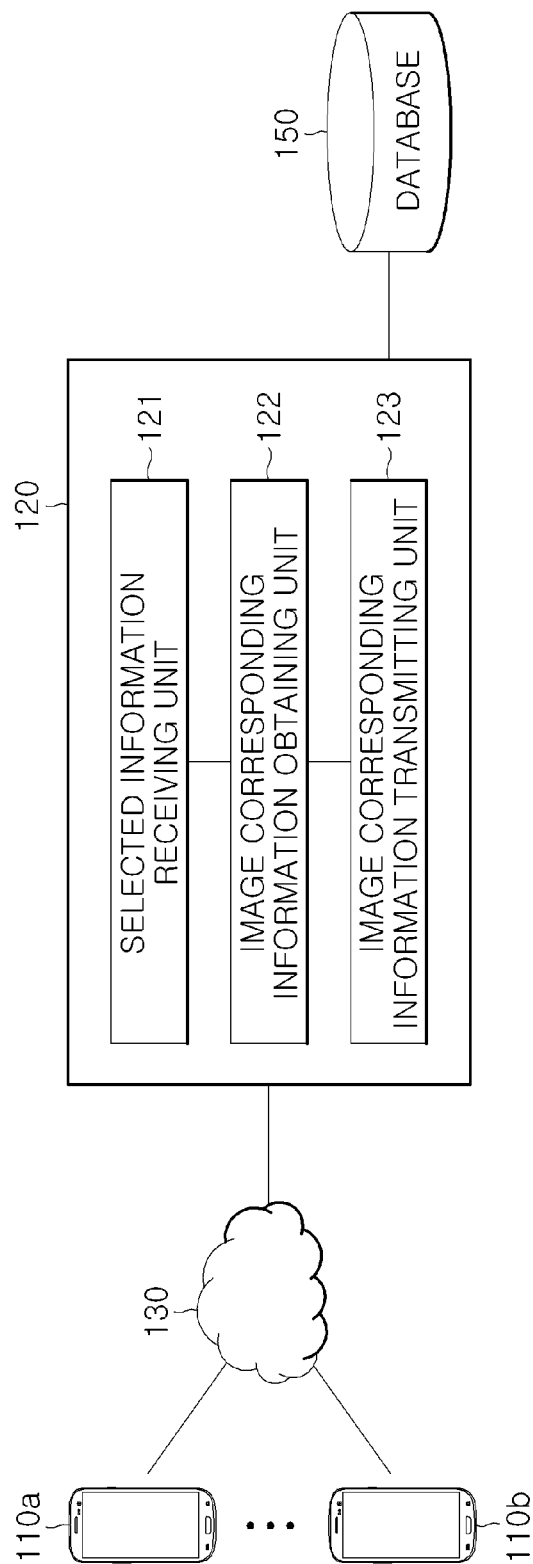 110a
110b
130
120
SELECTED INFORMATION
RECEIVING UNIT
121
IMAGE CORRESPONDING
INFORMATION OBTAINING UNIT
122
IMAGE CORRESPONDING
INFORMATION TRANSMITTING UNIT
123
150
DATABASE